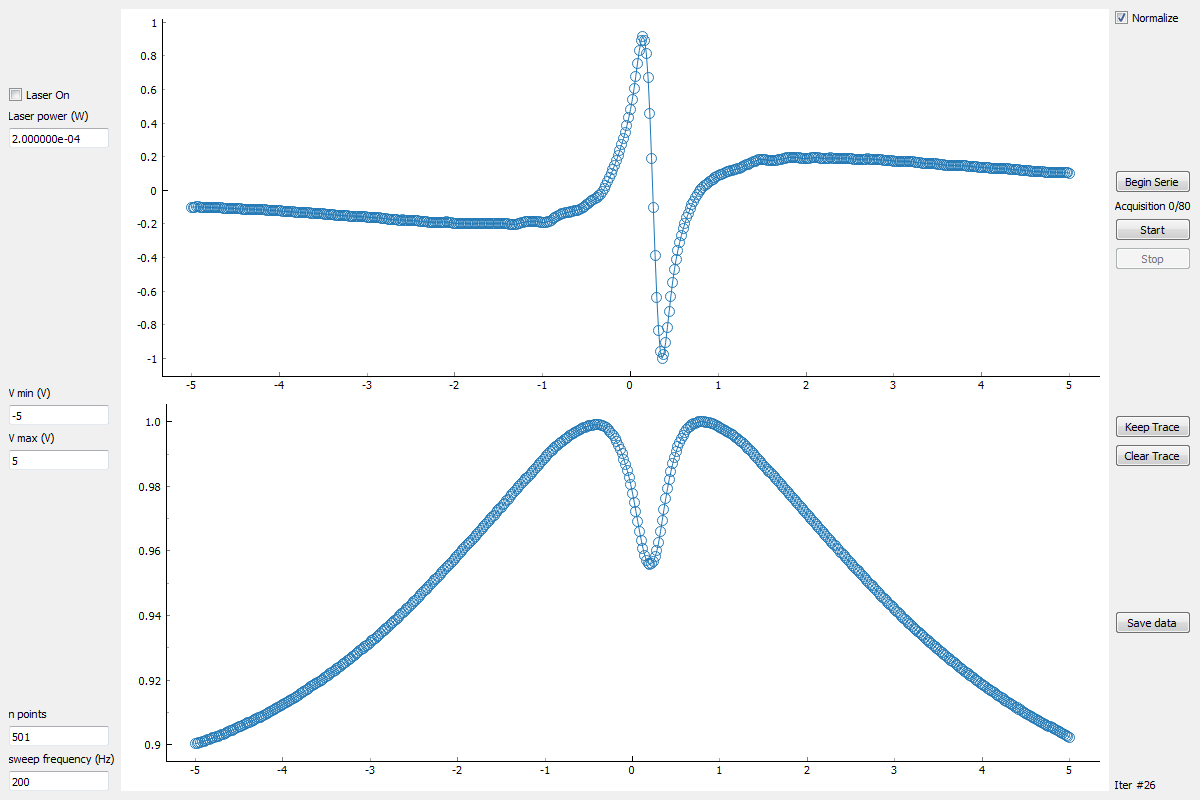 Laser On
Laser power (W)
2.000000e-04
V min (V)
-5
V max (V)
5
n points
501
sweep frequency (Hz)
200
1
0.8
0.6
0.4
0.2
0
-0.2
-0.4
-0.6
-0.8
-1
-5 -4 -3 -2 -1 0 1 2 3 4 5
1.0
0.98
0.96
0.94
0.92
0.9
-5 -4 -3 -2 -1 0 1 2 3 4 5
Normalize
Begin Serie
Acquisition 0/80
Start
Stop
Keep Trace
Clear Trace
Save data
Iter #26